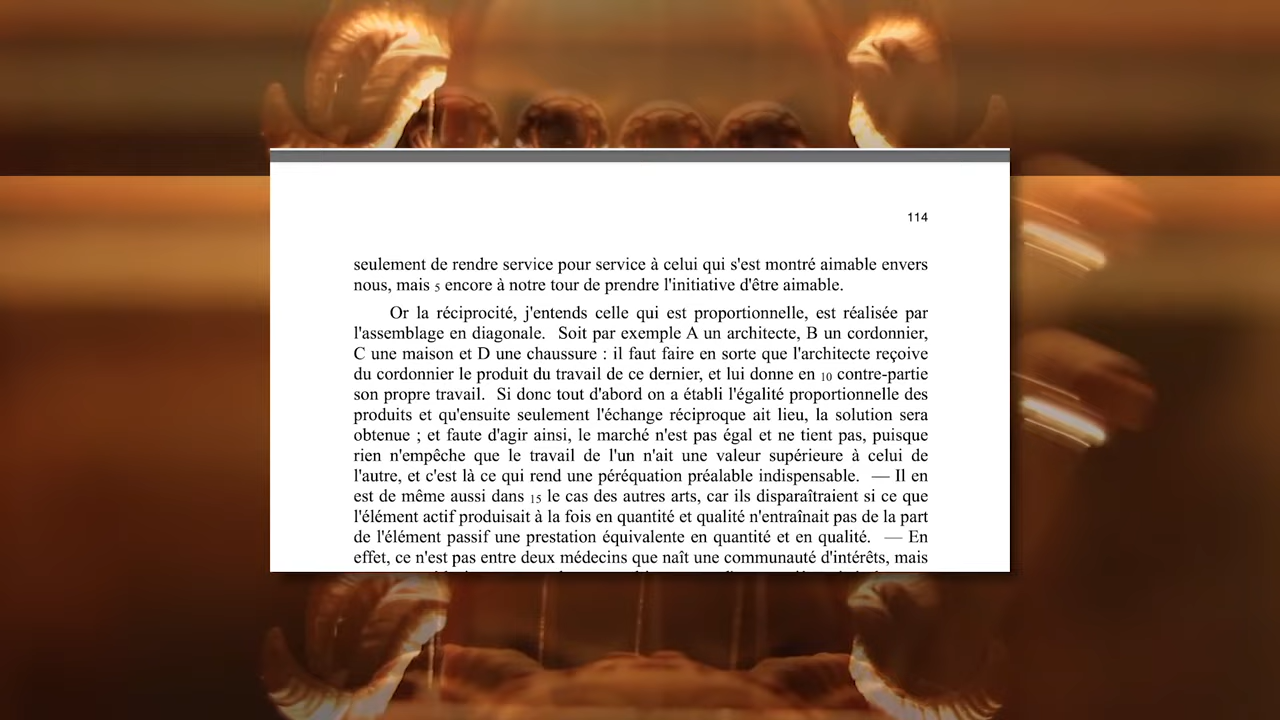 114
seulement de rendre service pour service à celui qui s'est montré aimable envers
nous, mais 5 encore à notre tour de prendre l'initiative d'être aimable.
Or la réciprocité, j'entends celle qui est proportionnelle, est réalisée par
l'assemblage en diagonale. Soit par exemple A un architecte, B un cordonnier,
C une maison et D une chaussure : il faut faire en sorte que l'architecte reçoive
du cordonnier le produit du travail de ce dernier, et lui donne en 10 contre-partie
son propre travail. Si donc tout d'abord on a établi l'égalité proportionnelle des
produits et qu'ensuite seulement l'échange réciproque ait lieu, la solution sera
obtenue ; et faute d'agir ainsi, le marché n'est pas égal et ne tient pas, puisque
rien n'empêche que le travail de l'un n'ait une valeur supérieure à celui de
l'autre, et c'est là ce qui rend une péréquation préalable indispensable. — Il en
est de même aussi dans 15 le cas des autres arts, car ils disparaîtraient si ce que
l'élément actif produisait à la fois en quantité et qualité n'entraînait pas de la part
de l'élément passif une prestation équivalente en quantité et en qualité. — En
effet, ce n'est pas entre deux médecins que naît une communauté d'intérêts, mais